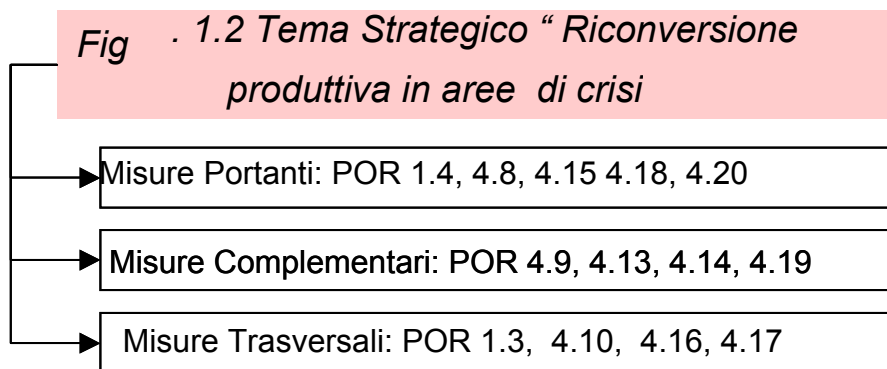 Fig . 1.2 Tema Strategico “ Riconversione
produttiva in aree di crisi
Misure Portanti: POR 1.4, 4.8, 4.15 4.18, 4.20
Misure Complementari: POR 4.9, 4.13, 4.14, 4.19
Misure Trasversali: POR 1.3, 4.10, 4.16, 4.17